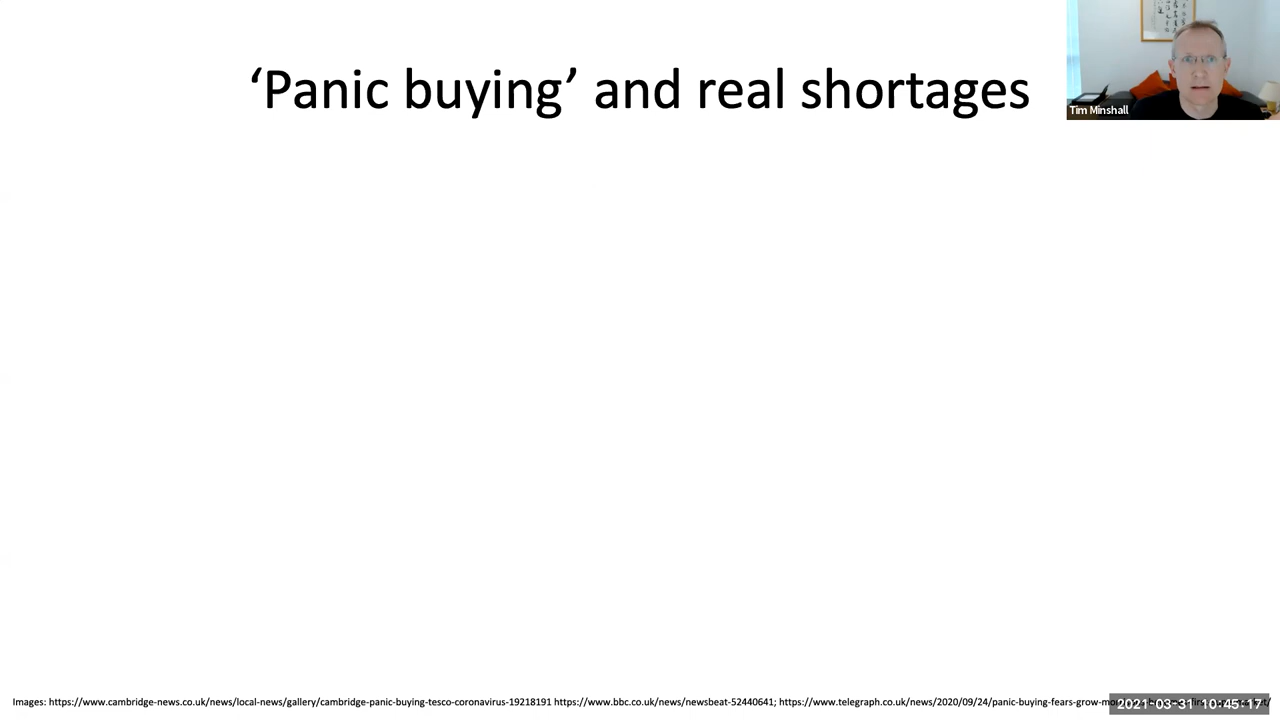 ‘Panic buying’ and real shortages
Tim Minshall
Images: https://www.cambridge-news.co.uk/news/local-news/gallery/cambridge-panic-buying-tesco-coronavirus-19218191 https://www.bbc.co.uk/news/newsbeat-52440641; https://www.telegraph.co.uk/news/2020/09/24/panic-buying-fears-grow-mo
2021-03-31 10:45:17